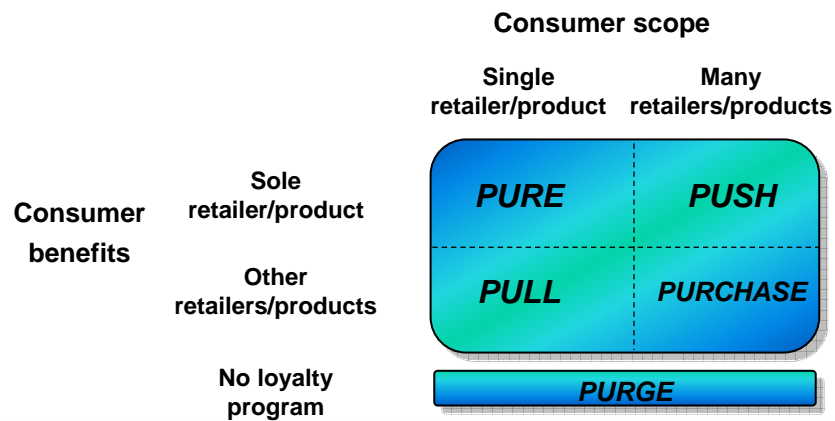 Consumer scope
Single
retailer/product
Many
retailers/products
Sole
retailer/product
Consumer
benefits
PURE
PUSH
Other
retailers/products
PULL
PURCHASE
No loyalty
program
PURGE